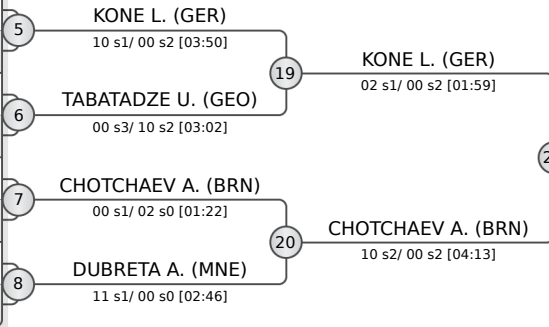 KONE L. (GER)
5
10 s1/ 00 s2 [03:50]
KONE L. (GER)
19
02 s1/ 00 s2 [01:59]
TABATADZE U. (GEO)
6
00 s3/ 10 s2 [03:02]
CHOTCHAEV A. (BRN)
7
00 s1/ 02 s0 [01:22]
CHOTCHAEV A. (BRN)
20
10 s2/ 00 s2 [04:13]
DUBRETA A. (MNE)
8
11 s1/ 00 s0 [02:46]